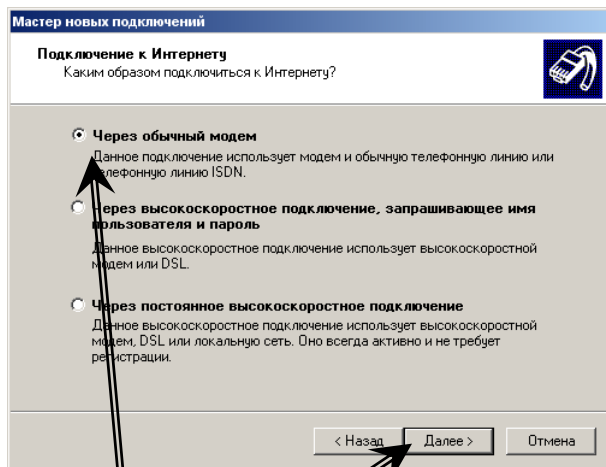 Мастер новых подключений
Подключение к Интернету
Каким образом подключиться к Интернету?
Через обычный модем
Данное подключение использует модем и обычную телефонную линию или
телефонную линию ISDN.
Через высокоскоростное подключение, запрашивающее имя
пользователя и пароль
Данное высокоскоростное подключение использует высокоскоростной
модем или DSL.
Через постоянное высокоскоростное подключение
Данное высокоскоростное подключение использует высокоскоростной
модем, DSL или локальную сеть. Оно всегда активно и не требует
регистрации.
< Назад
Далее >
Отмена